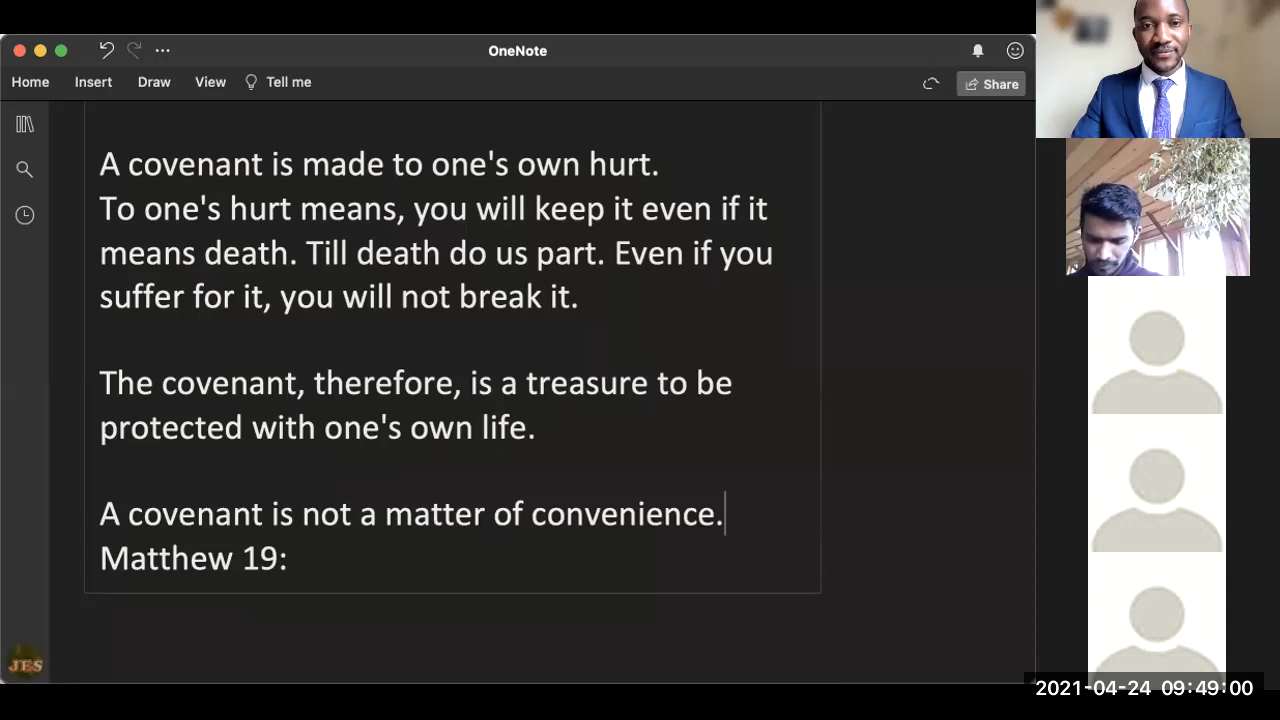 OneNote
Home Insert Draw View Tell me Share
A covenant is made to one's own hurt.
To one's hurt means, you will keep it even if it
means death. Till death do us part. Even if you
suffer for it, you will not break it.
The covenant, therefore, is a treasure to be
protected with one's own life.
A covenant is not a matter of convenience.
Matthew 19:
JES
2021-04-24 09:49:00